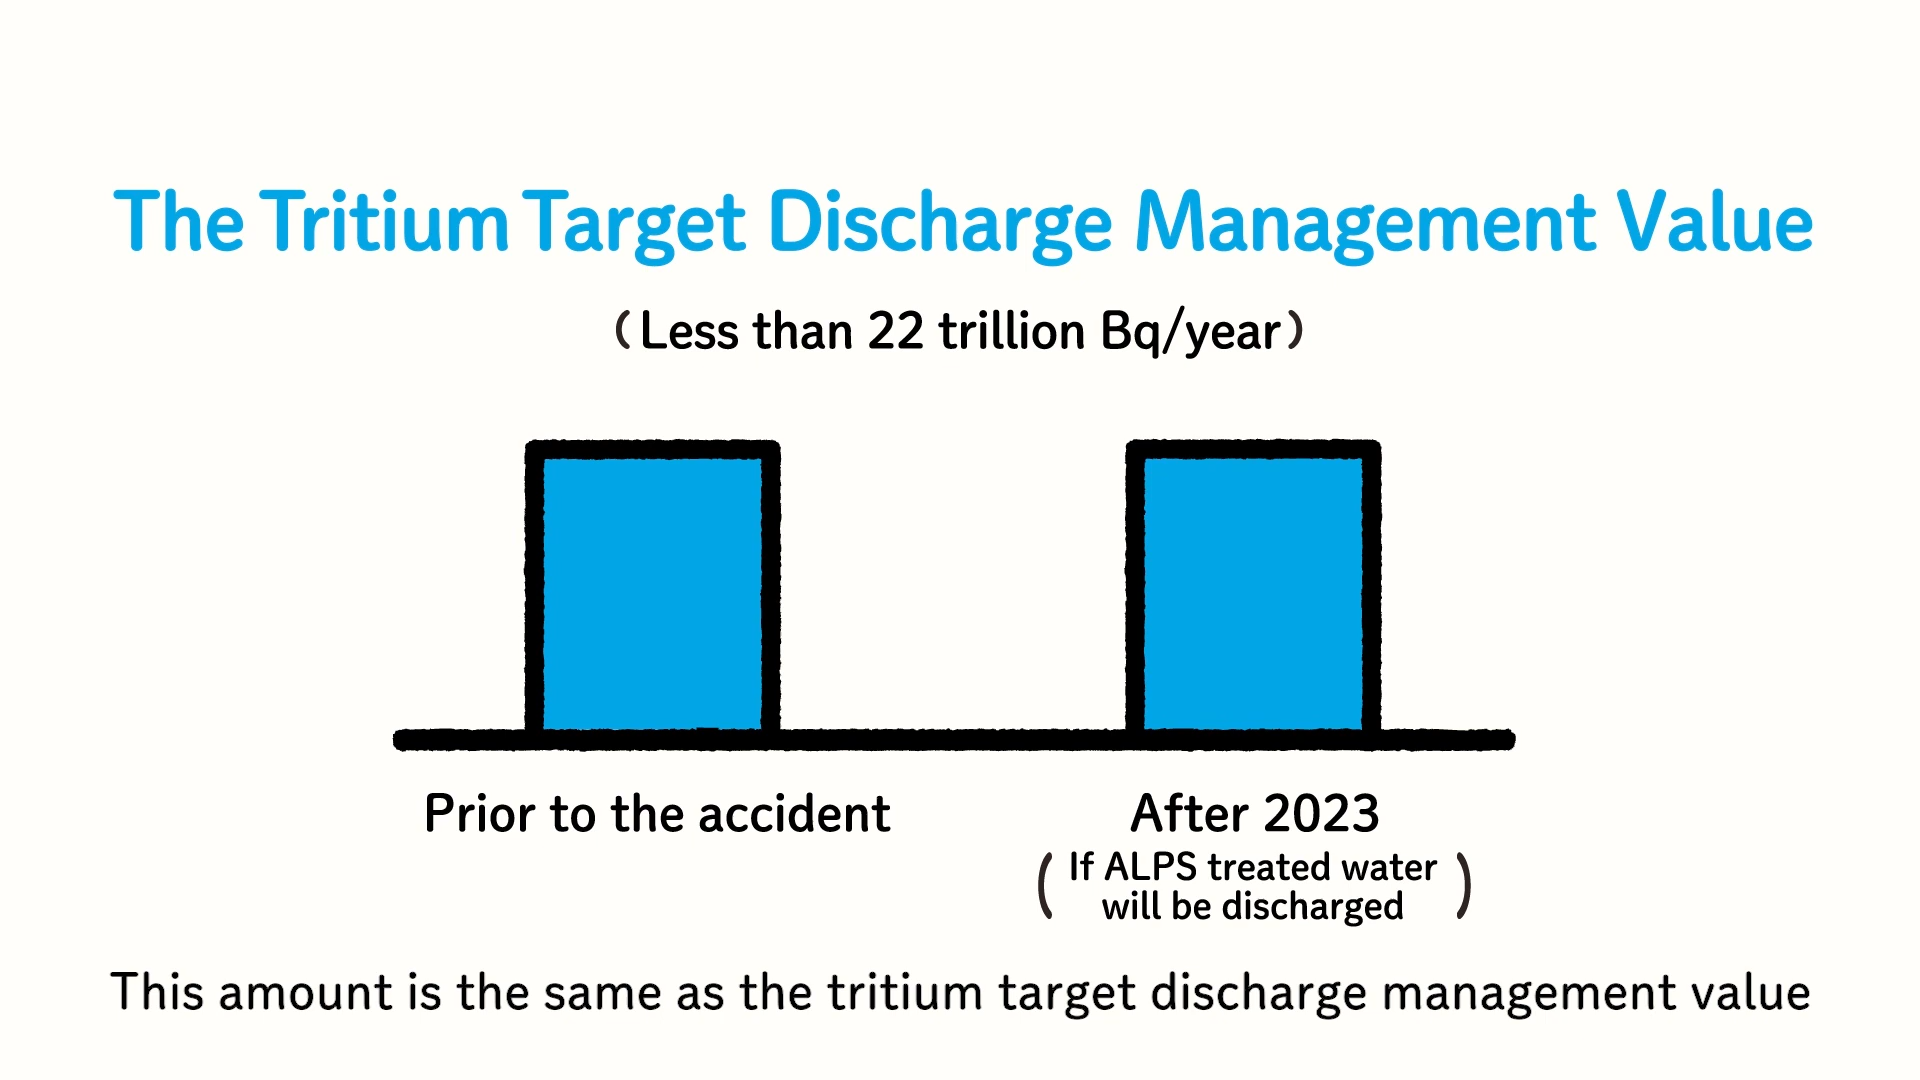 The Tritium Target Discharge Management Value
(Less than 22 trillion Bq/year)
Prior to the accident
After 2023
(If ALPS treated water
will be discharged)
This amount is the same as the tritium target discharge management value